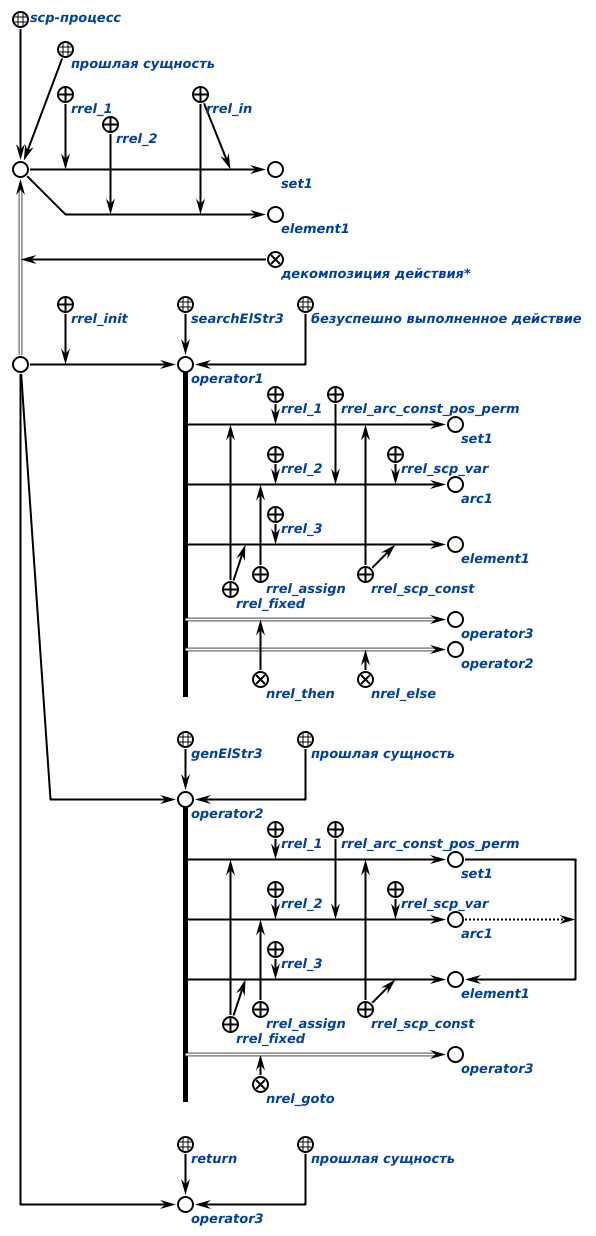 scp-процесс
прошлая сущность
rrel_1
rrel_in
rrel_2
set1
element1
декомпозиция действия*
rrel_init
searchElStr3
безуспешно выполненное действие
operator1
rrel_1
rrel_arc_const_pos_perm
set1
rrel_2
rrel_scp_var
arc1
rrel_3
element1
rrel_assign
rrel_scp_const
rrel_fixed
operator3
operator2
nrel_then
nrel_else
genElStr3
прошлая сущность
operator2
rrel_1
rrel_arc_const_pos_perm
set1
rrel_2
rrel_scp_var
arc1
rrel_3
element1
rrel_assign
rrel_scp_const
rrel_fixed
operator3
nrel_goto
return
прошлая сущность
operator3